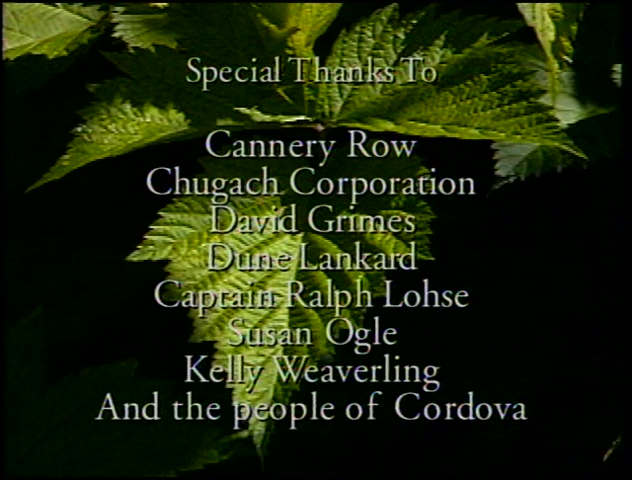 Special Thanks To
Cannery Row
Chugach Corporation
David Grimes
Dune Lankard
Captain Ralph Lohse
Susan Ogle
Kelly Weaverling
And the people of Cordova